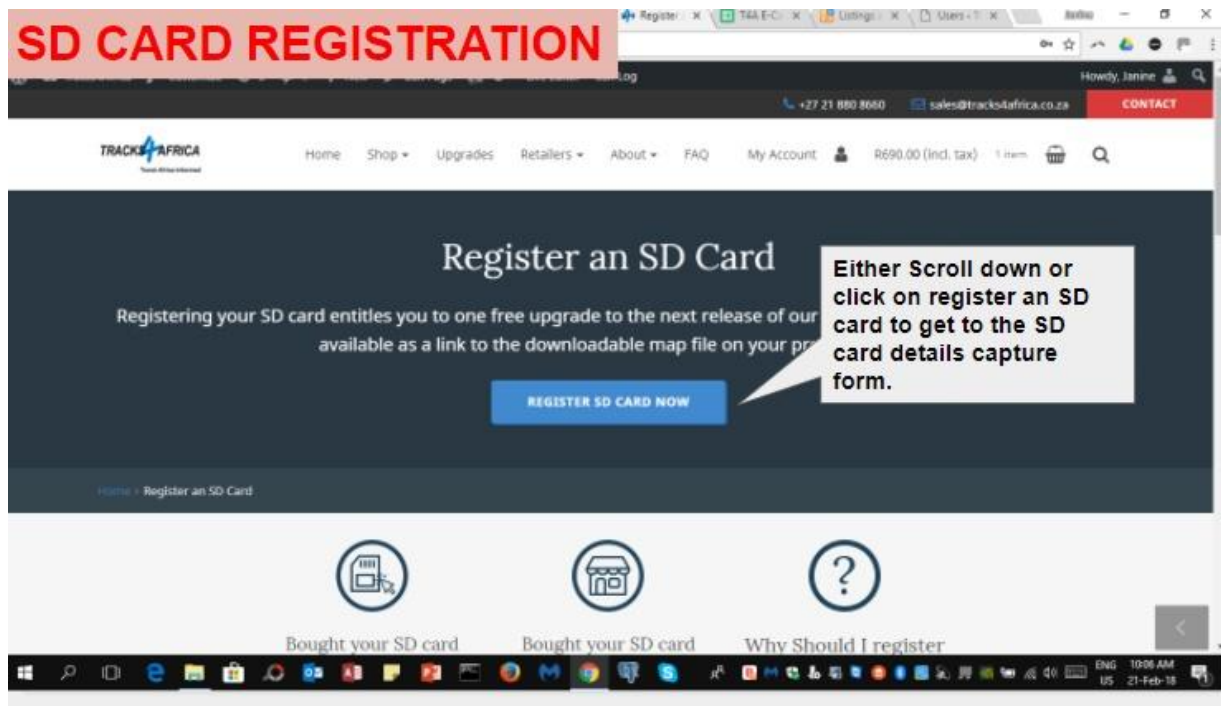 SD CARD REGISTRATION
Register
T4A E-C
Listings
Users - T
Log
Howdy, Janine
+27 21 880 8660
sales@tracks4africa.co.za
CONTACT
TRACKS4AFRICA
Home
Shop
Upgrades
Retailers
About
FAQ
My Account
R690.00 (incl. tax)
1 item
Register an SD Card
Registering your SD card entitles you to one free upgrade to the next release of our
available as a link to the downloadable map file on your
REGISTER SD CARD NOW
Either Scroll down or
click on register an SD
card to get to the SD
card details capture
form.
Home » Register an SD Card
Bought your SD card
Bought your SD card
Why Should I register
ENG
US
10:06 AM
21-Feb-18